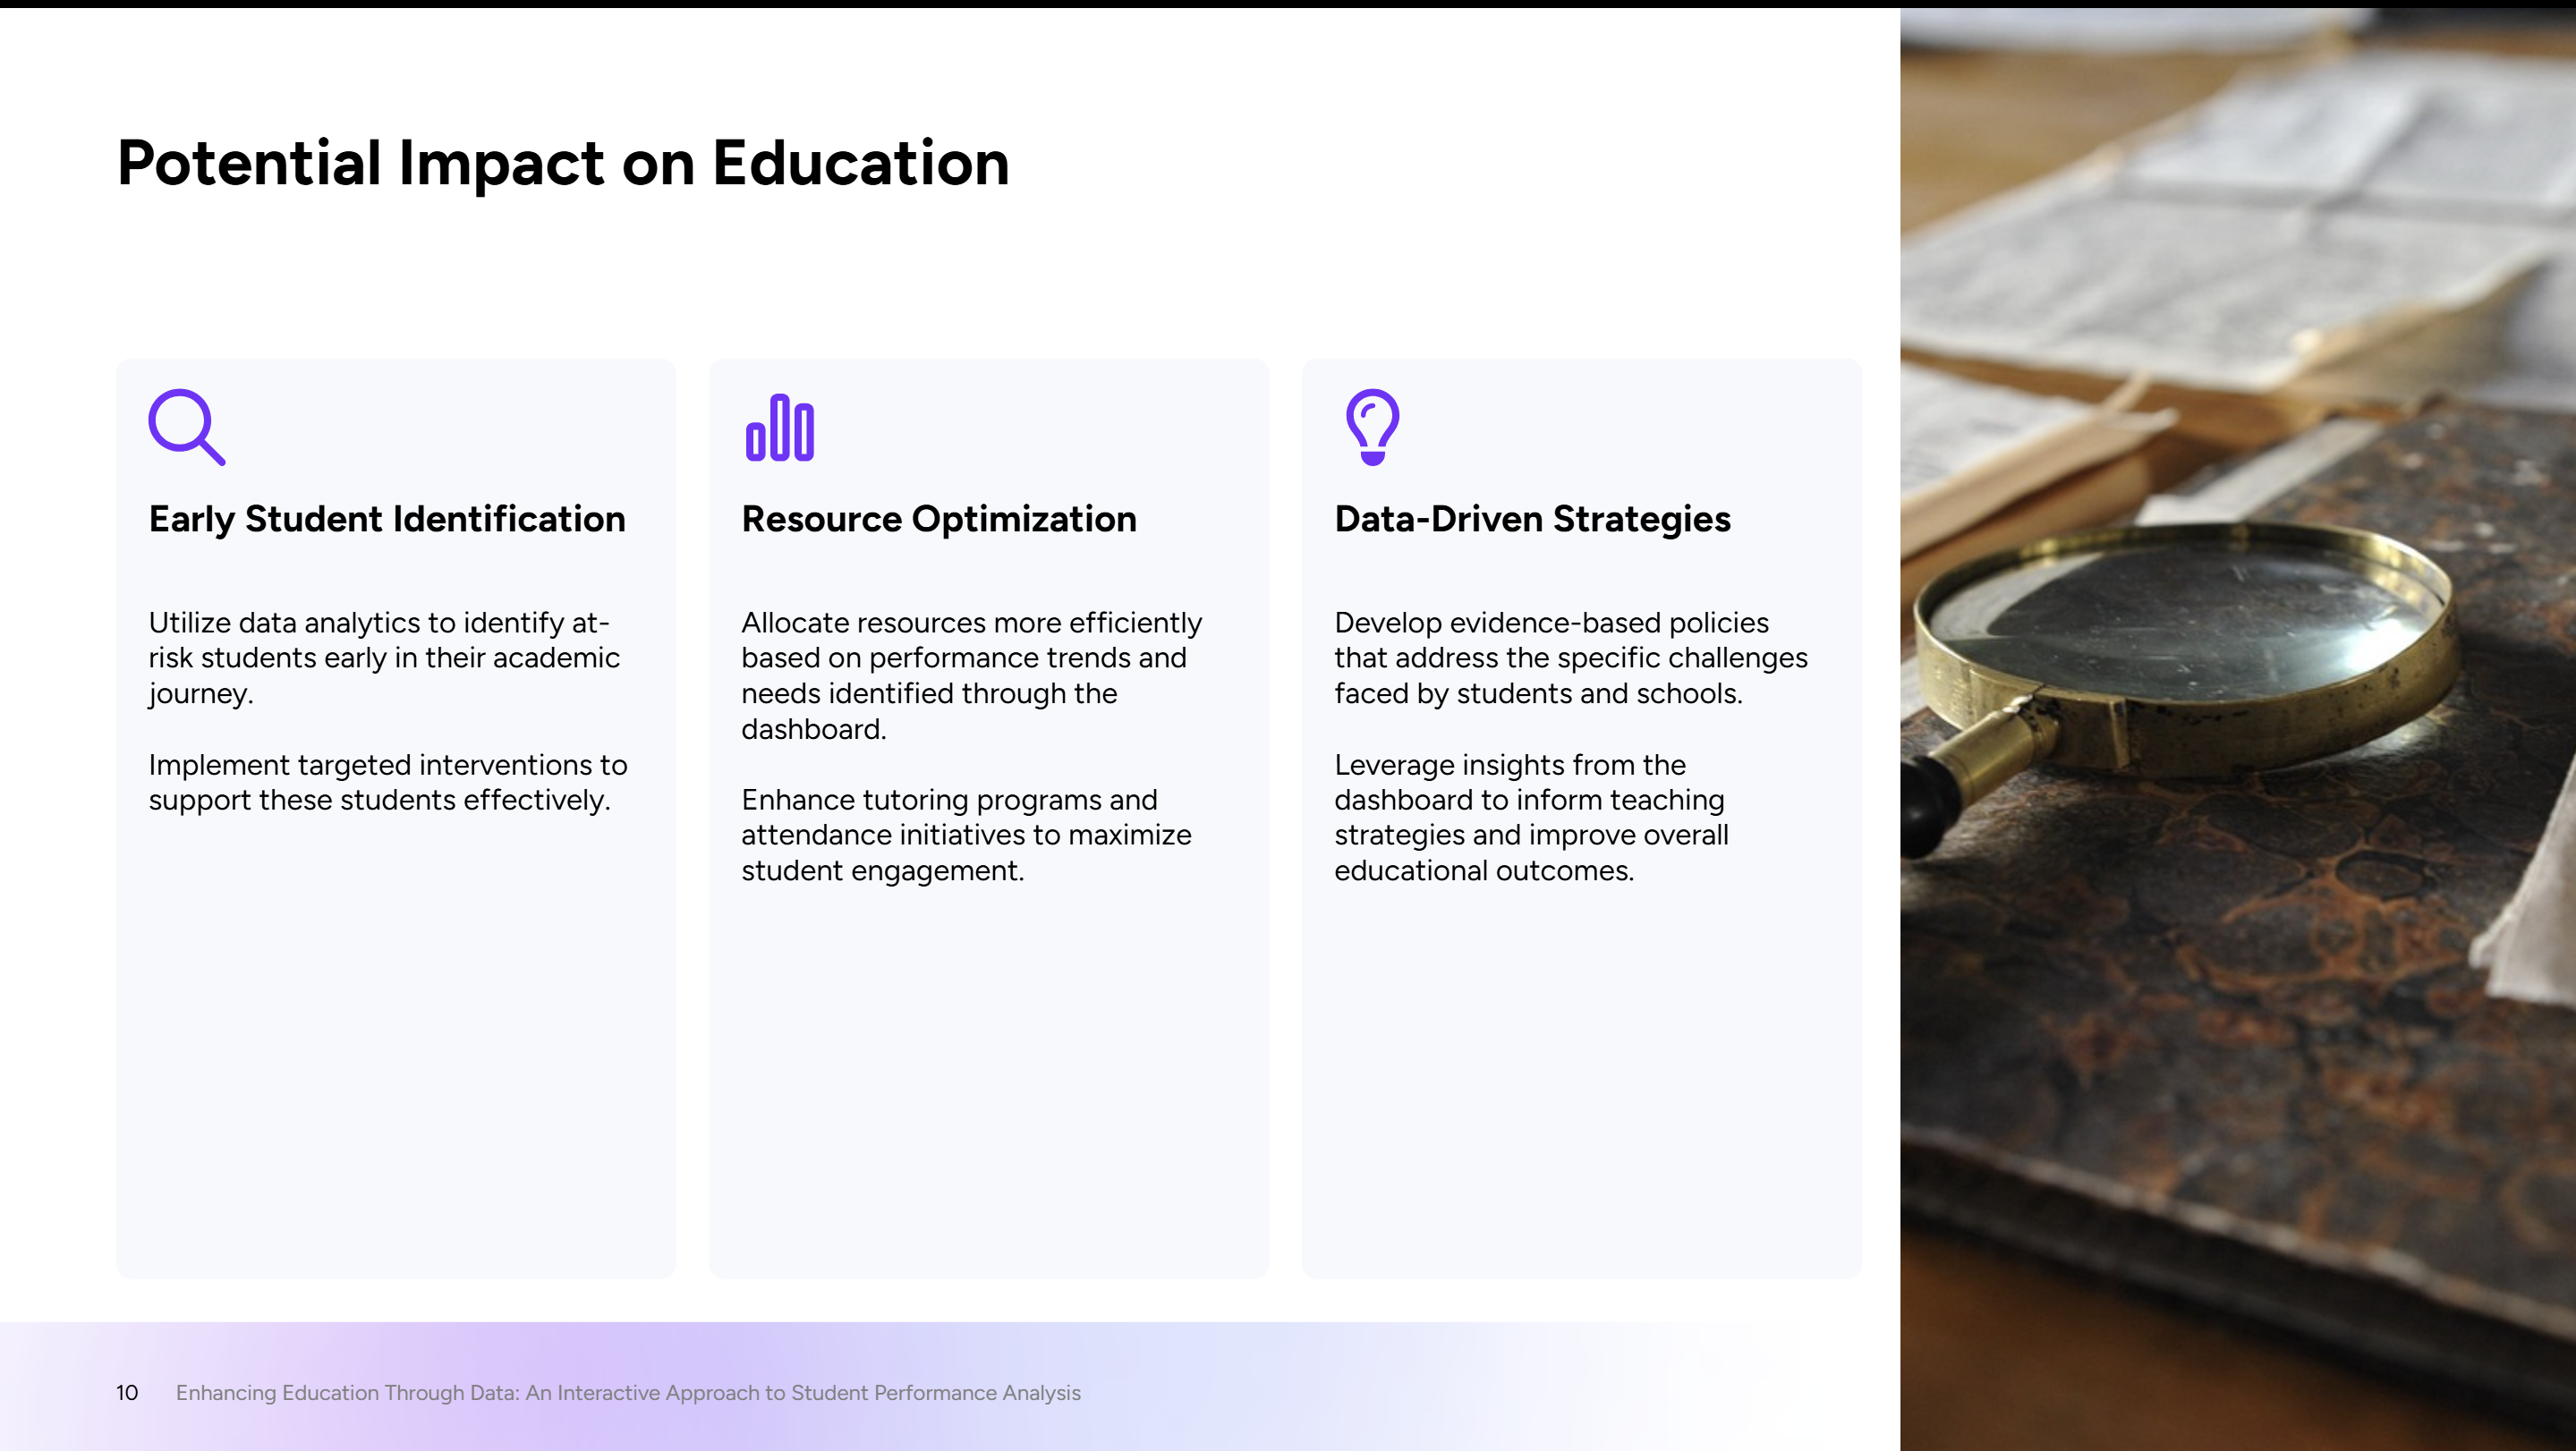 Potential Impact on Education
Early Student Identification
Utilize data analytics to identify at-
risk students early in their academic
journey.
Implement targeted interventions to
support these students effectively.
Resource Optimization
Allocate resources more efficiently
based on performance trends and
needs identified through the
dashboard.
Enhance tutoring programs and
attendance initiatives to maximize
student engagement.
Data-Driven Strategies
Develop evidence-based policies
that address the specific challenges
faced by students and schools.
Leverage insights from the
dashboard to inform teaching
strategies and improve overall
educational outcomes.
10 Enhancing Education Through Data: An Interactive Approach to Student Performance Analysis